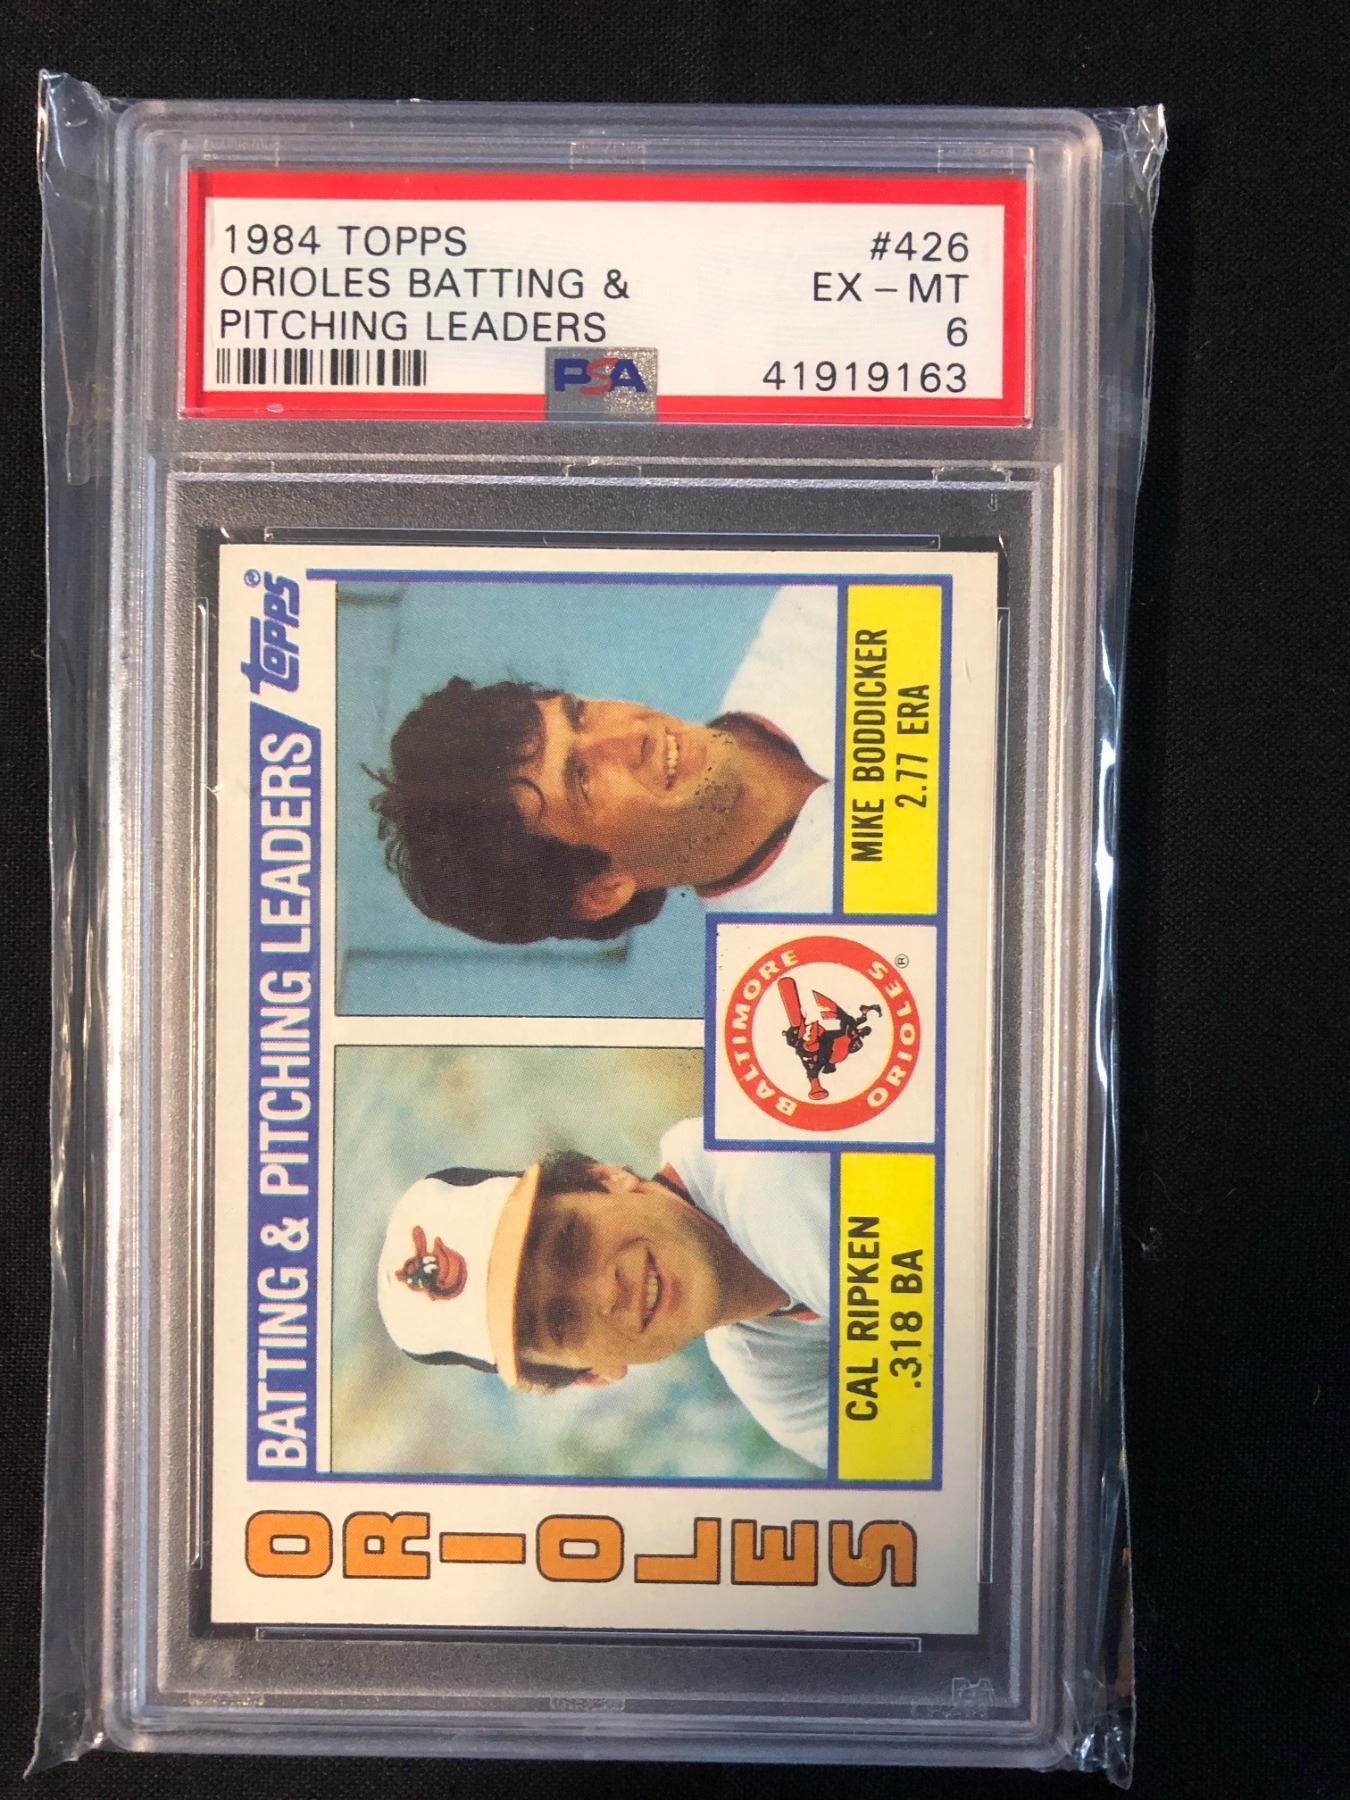 1984 TOPPS #426
ORIOLES BATTING & EX - MT
PITCHING LEADERS 6
PSA 41919163
BATTING & PITCHING LEADERS topps®
CAL RIPKEN
.318 BA
BALTIMORE ORIOLES ®
MIKE BODDICKER
2.77 ERA
ORIOLES